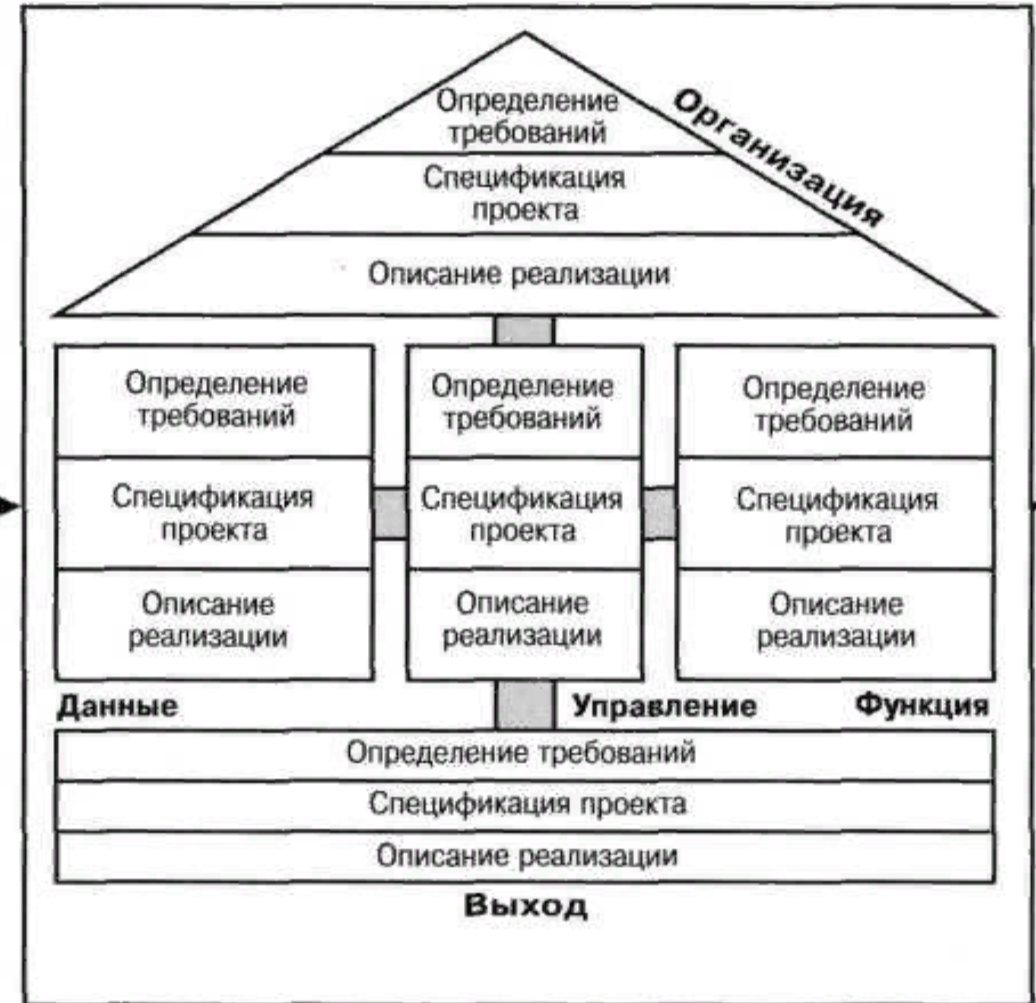 Определение
требований
Организация
Спецификация
проекта
Описание реализации
Определение
требований
Спецификация
проекта
Описание
реализации
Данные
Определение
требований
Спецификация
проекта
Описание
реализации
Управление
Определение
требований
Спецификация
проекта
Описание
реализации
Функция
Определение требований
Спецификация проекта
Описание реализации
Выход